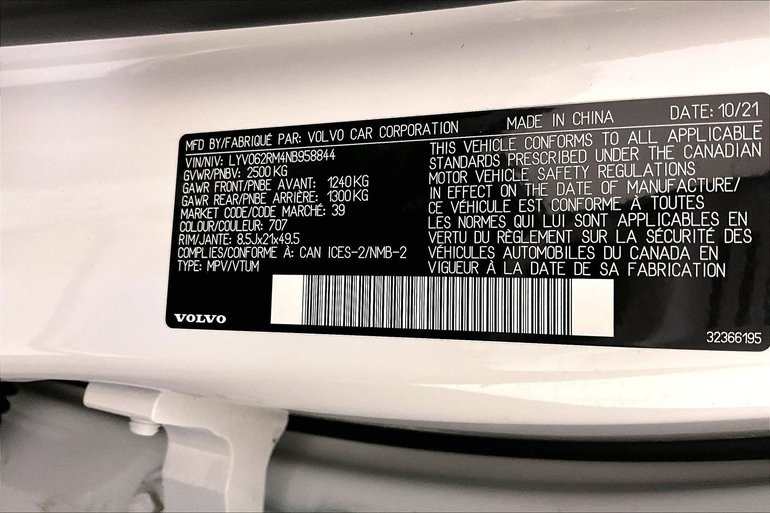 MFD BY/FABRIQUÉ PAR: VOLVO CAR CORPORATION MADE IN CHINA DATE: 10/21
VIN/NIV: LYV062RM4NB958844
GVWR/PNBV: 2500 KG
GAWR FRONT/PNBE AVANT: 1240 KG
GAWR REAR/PNBE ARRIÈRE: 1300 KG
MARKET CODE/CODE MARCHÉ: 39
COLOUR/COULEUR: 707
RIM/JANTE: 8.5Jx21x49.5
COMPLIES/CONFORME À: CAN ICES-2/NMB-2
TYPE: MPV/VTUM
THIS VEHICLE CONFORMS TO ALL APPLICABLE
STANDARDS PRESCRIBED UNDER THE CANADIAN
MOTOR VEHICLE SAFETY REGULATIONS
IN EFFECT ON THE DATE OF MANUFACTURE/
CE VÉHICULE EST CONFORME À TOUTES
LES NORMES QUI LUI SONT APPLICABLES EN
VERTU DU RÈGLEMENT SUR LA SÉCURITÉ DES
VÉHICULES AUTOMOBILES DU CANADA EN
VIGUEUR À LA DATE DE SA FABRICATION
VOLVO
32366195